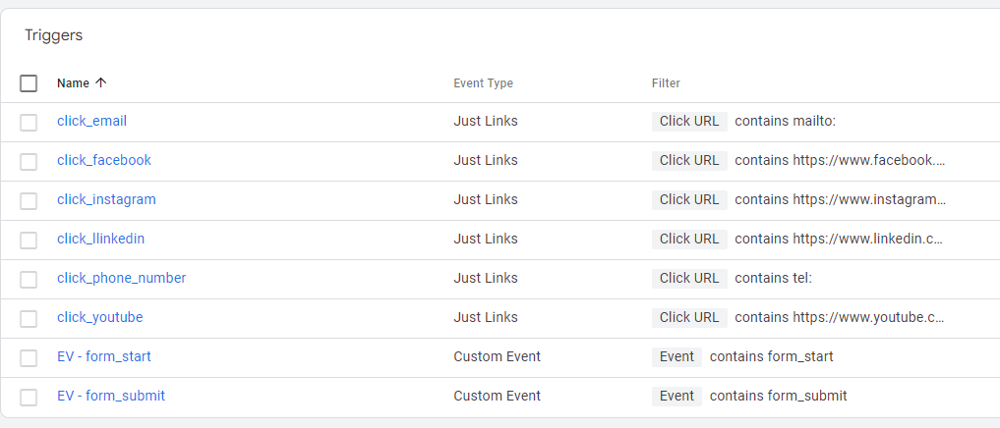 Triggers
Name Event Type Filter
click_email Just Links Click URL contains mailto:
click_facebook Just Links Click URL contains https://www.facebook....
click_instagram Just Links Click URL contains https://www.instagram...
click_llinkedin Just Links Click URL contains https://www.linkedin.c...
click_phone_number Just Links Click URL contains tel:
click_youtube Just Links Click URL contains https://www.youtube.c...
EV - form_start Custom Event Event contains form_start
EV - form_submit Custom Event Event contains form_submit